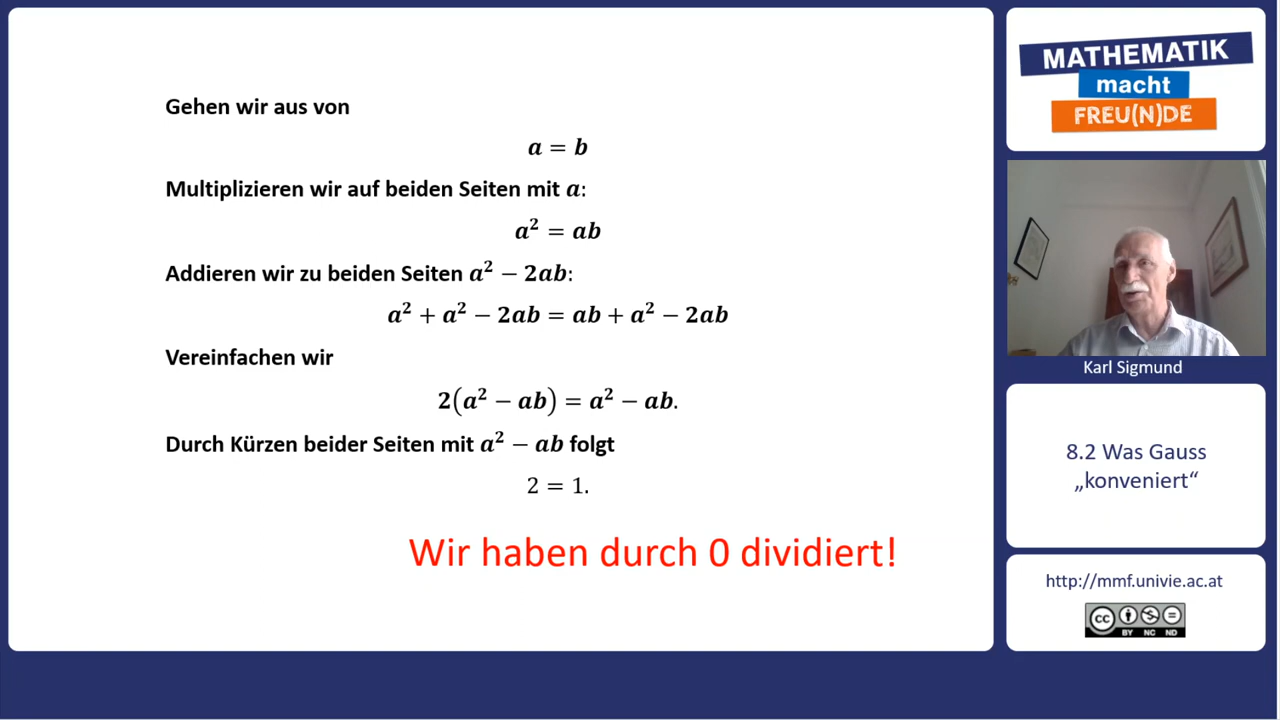 Gehen wir aus von
a = b
Multiplizieren wir auf beiden Seiten mit a:
a² = ab
Addieren wir zu beiden Seiten a² − 2ab:
a² + a² − 2ab = ab + a² − 2ab
Vereinfachen wir
2(a² − ab) = a² − ab.
Durch Kürzen beider Seiten mit a² − ab folgt
2 = 1.
Wir haben durch 0 dividiert!
MATHEMATIK
macht
FREU(N)DE
Karl Sigmund
8.2 Was Gauss
„konveniert“
http://mmf.univie.ac.at
cc
BY NC ND